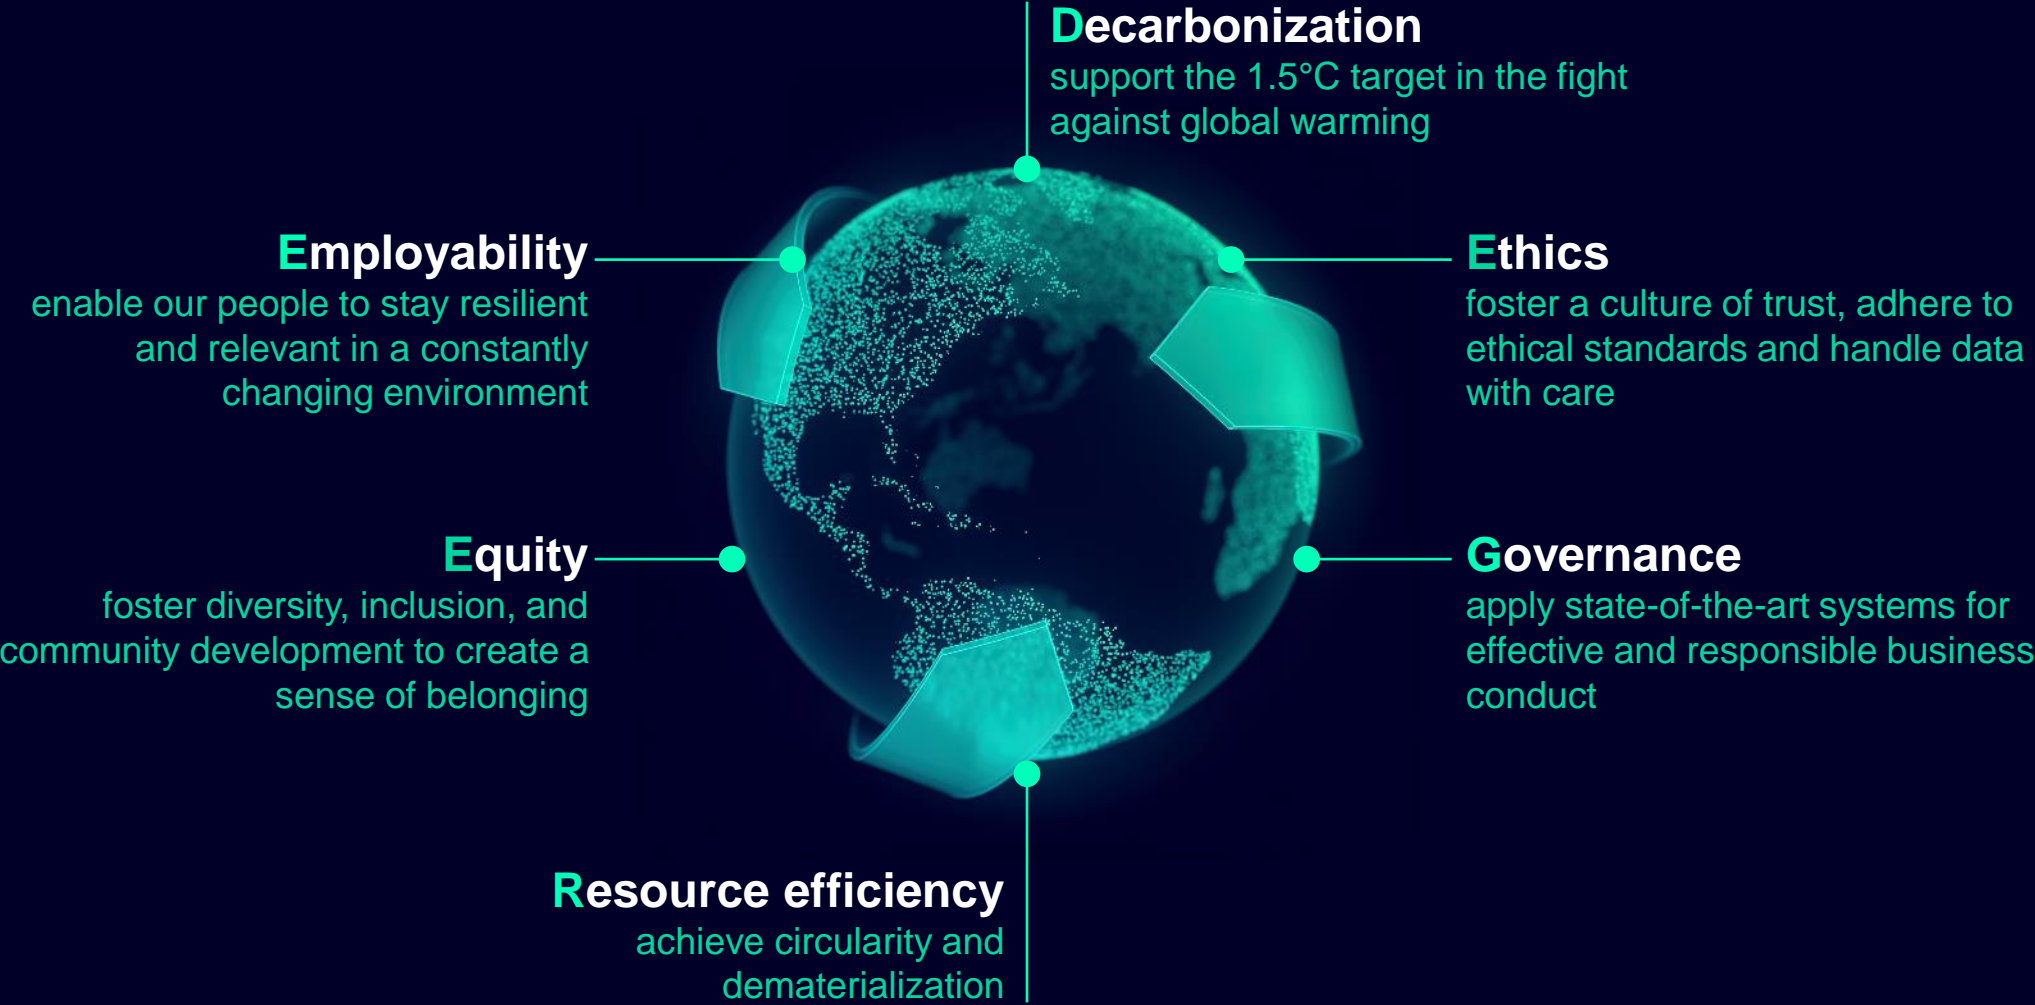 Decarbonization
support the 1.5°C target in the fight
against global warming
Ethics
foster a culture of trust, adhere to
ethical standards and handle data
with care
Governance
apply state-of-the-art systems for
effective and responsible business
conduct
Resource efficiency
achieve circularity and
dematerialization
Equity
foster diversity, inclusion, and
community development to create a
sense of belonging
Employability
enable our people to stay resilient
and relevant in a constantly
changing environment